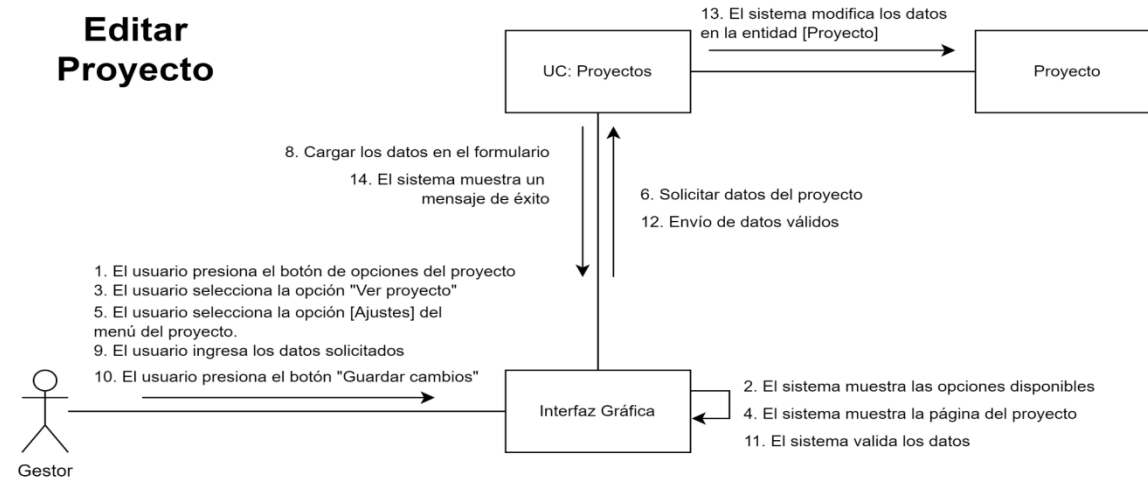 Editar
Proyecto
13. El sistema modifica los datos
en la entidad [Proyecto]
UC: Proyectos
Proyecto
8. Cargar los datos en el formulario
14. El sistema muestra un
mensaje de éxito
6. Solicitar datos del proyecto
12. Envío de datos válidos
1. El usuario presiona el botón de opciones del proyecto
3. El usuario selecciona la opción "Ver proyecto"
5. El usuario selecciona la opción [Ajustes] del
menú del proyecto.
9. El usuario ingresa los datos solicitados
10. El usuario presiona el botón "Guardar cambios"
Interfaz Gráfica
2. El sistema muestra las opciones disponibles
4. El sistema muestra la página del proyecto
11. El sistema valida los datos
Gestor